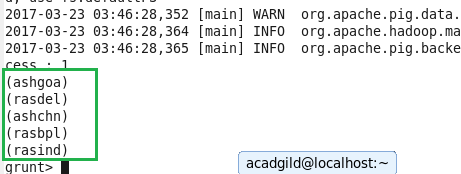 2017-03-23 03:46:28,352 [main] WARN  org.apache.pig.data.
2017-03-23 03:46:28,364 [main] INFO  org.apache.hadoop.ma
2017-03-23 03:46:28,365 [main] INFO  org.apache.pig.backe
cess : 1
(ashgoa)
(rasdel)
(ashchn)
(rasbpl)
(rasind)
grunt>
acadgild@localhost:~